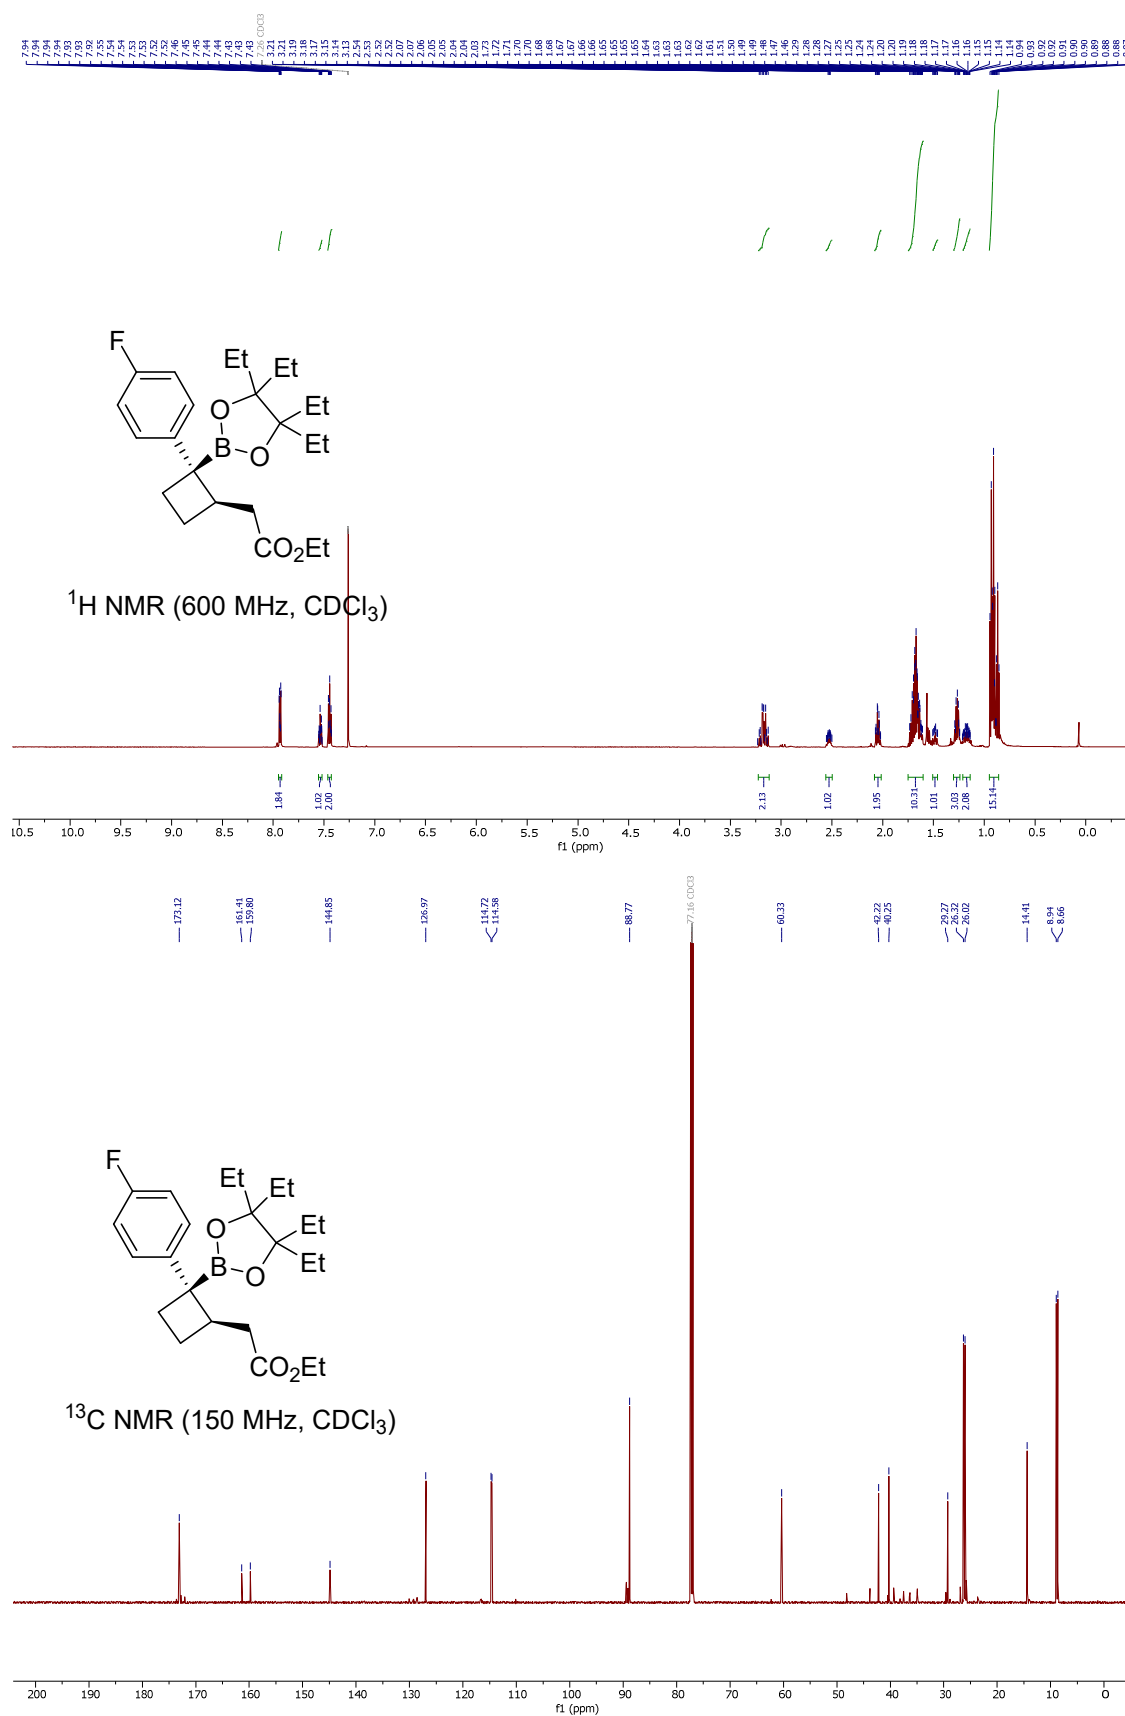 7.94 7.94 7.94 7.94 7.93 7.93 7.92 7.55 7.54 7.54 7.53 7.53 7.52 7.52 7.46 7.45 7.45 7.44 7.44 7.43 7.43 7.43 7.26 CDCl3 3.21 3.21 3.19 3.18 3.17 3.15 3.14 3.13 2.54 2.53 2.52 2.52 2.07 2.07 2.06 2.05 2.05 2.04 2.04 2.03 1.73 1.72 1.71 1.70 1.70 1.68 1.68 1.67 1.67 1.66 1.66 1.65 1.65 1.65 1.65 1.64 1.63 1.63 1.63 1.62 1.62 1.61 1.51 1.50 1.49 1.49 1.48 1.47 1.46 1.29 1.28 1.28 1.27 1.25 1.25 1.24 1.24 1.20 1.20 1.19 1.18 1.18 1.17 1.17 1.16 1.16 1.15 1.15 1.14 1.14 0.94 0.93 0.92 0.92 0.91 0.90 0.90 0.89 0.88 0.88
F
Et Et
O Et
B O Et
CO2Et
1H NMR (600 MHz, CDCl3)
1.84 1.02 2.00 2.13 1.02 1.95 10.31 1.01 3.03 2.08 15.14
10.5 10.0 9.5 9.0 8.5 8.0 7.5 7.0 6.5 6.0 5.5 5.0 4.5 4.0 3.5 3.0 2.5 2.0 1.5 1.0 0.5 0.0
f1 (ppm)
173.12 161.41 159.80 144.85 126.97 114.72 114.58 88.77 77.16 CDCl3 60.33 42.22 40.25 29.27 26.32 26.02 14.41 8.94 8.66
F
Et Et
O Et
B O Et
CO2Et
13C NMR (150 MHz, CDCl3)
200 190 180 170 160 150 140 130 120 110 100 90 80 70 60 50 40 30 20 10 0
f1 (ppm)